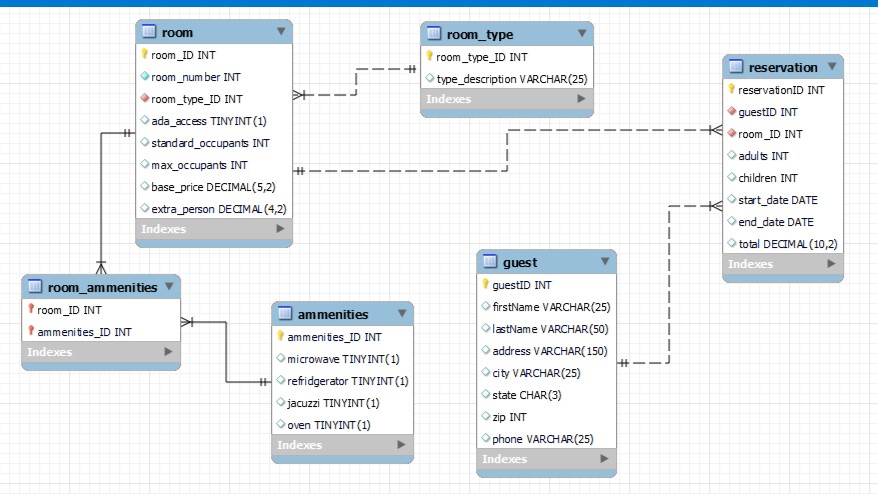 room
room_ID INT
room_number INT
room_type_ID INT
ada_access TINYINT(1)
standard_occupants INT
max_occupants INT
base_price DECIMAL(5,2)
extra_person DECIMAL(4,2)
Indexes
room_type
room_type_ID INT
type_description VARCHAR(25)
Indexes
reservation
reservationID INT
guestID INT
room_ID INT
adults INT
children INT
start_date DATE
end_date DATE
total DECIMAL(10,2)
Indexes
room_ammenities
room_ID INT
ammenities_ID INT
Indexes
ammenities
ammenities_ID INT
microwave TINYINT(1)
refridgerator TINYINT(1)
jacuzzi TINYINT(1)
oven TINYINT(1)
Indexes
guest
guestID INT
firstName VARCHAR(25)
lastName VARCHAR(50)
address VARCHAR(150)
city VARCHAR(25)
state CHAR(3)
zip INT
phone VARCHAR(25)
Indexes